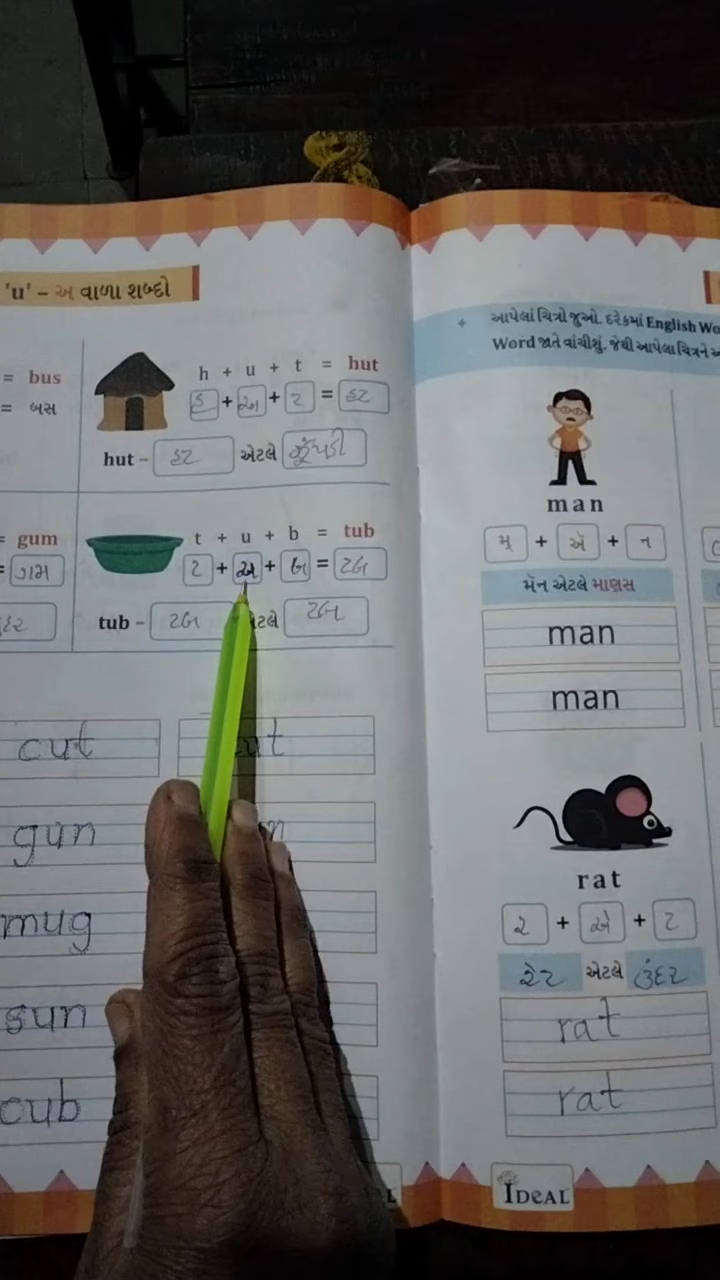 'u' – અ વાળા શબ્દો
= bus
= બસ
h + u + t = hut
હ + અ + ટ = હટ
hut – હટ એટલે ઝૂંપડી
= gum
= ગમ
t + u + b = tub
ટ + અ + બ = ટબ
tub – ટબ એટલે ટબ
cut
gun
mug
sun
cub
આપેલાં ચિત્રો જુઓ. દરેકમાં English Wo
Word જાતે વાંચીશું. જેથી આપેલા ચિત્રને
man
મ્ + ઍ + ન
મૅન એટલે માણસ
man
man
rat
ર + એ + ટ
રેટ એટલે ઉંદર
rat
rat
IDEAL